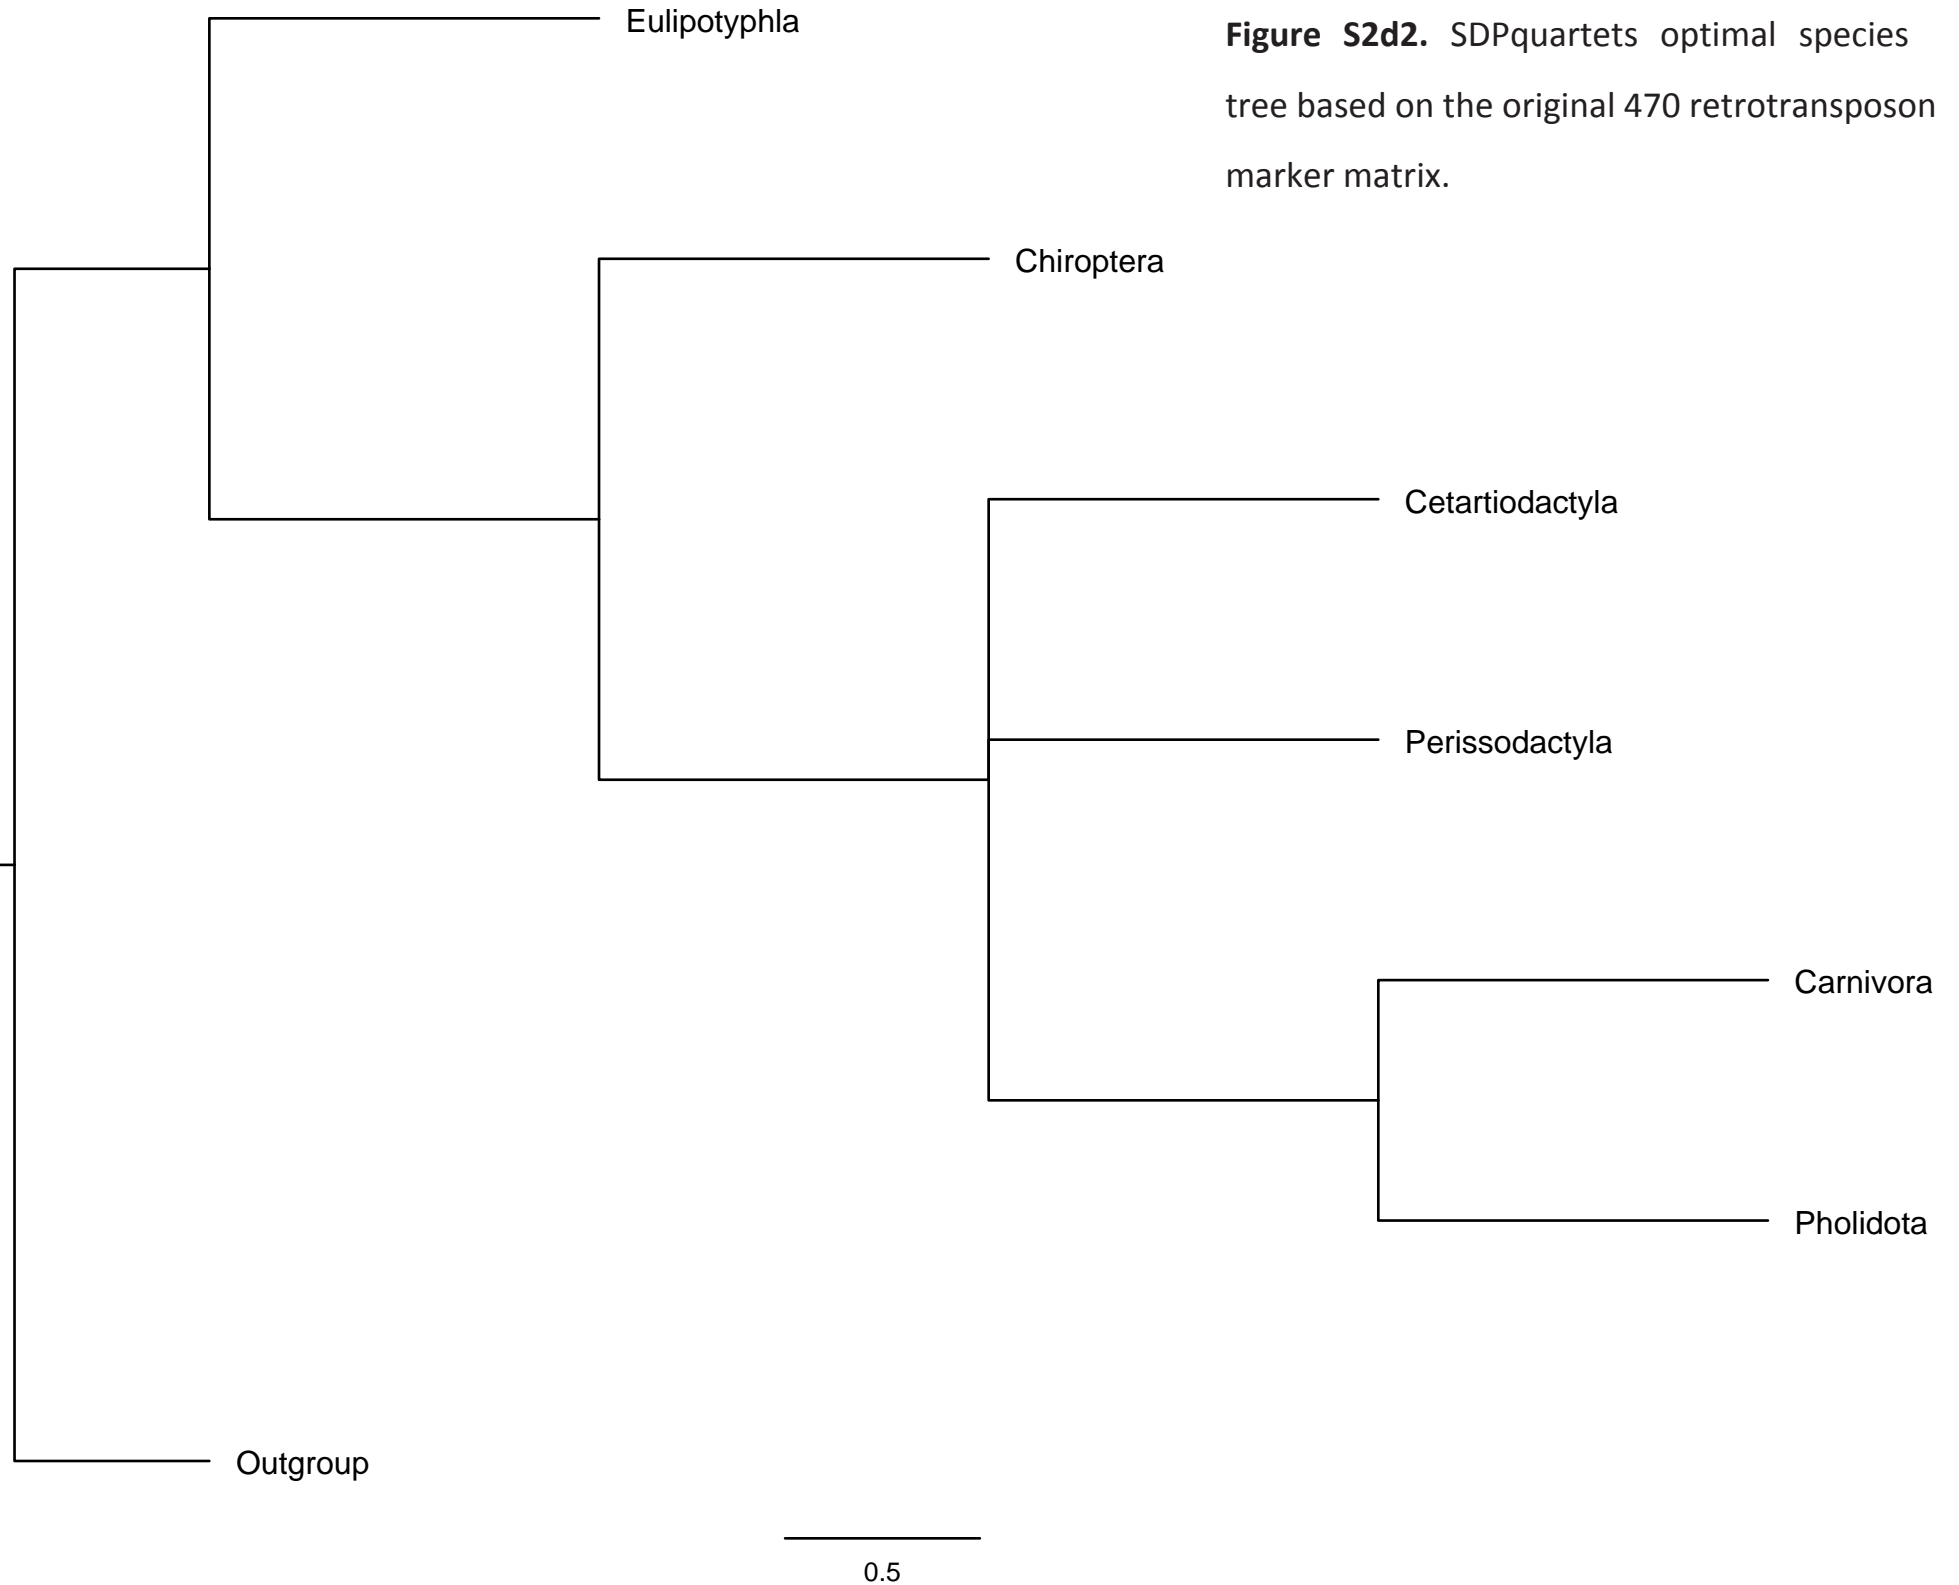 Eulipotyphla
Figure S2d2. SDPquartets optimal species
tree based on the original 470 retrotransposon
marker matrix.
Chiroptera
Cetartiodactyla
Perissodactyla
Carnivora
Pholidota
Outgroup
0.5